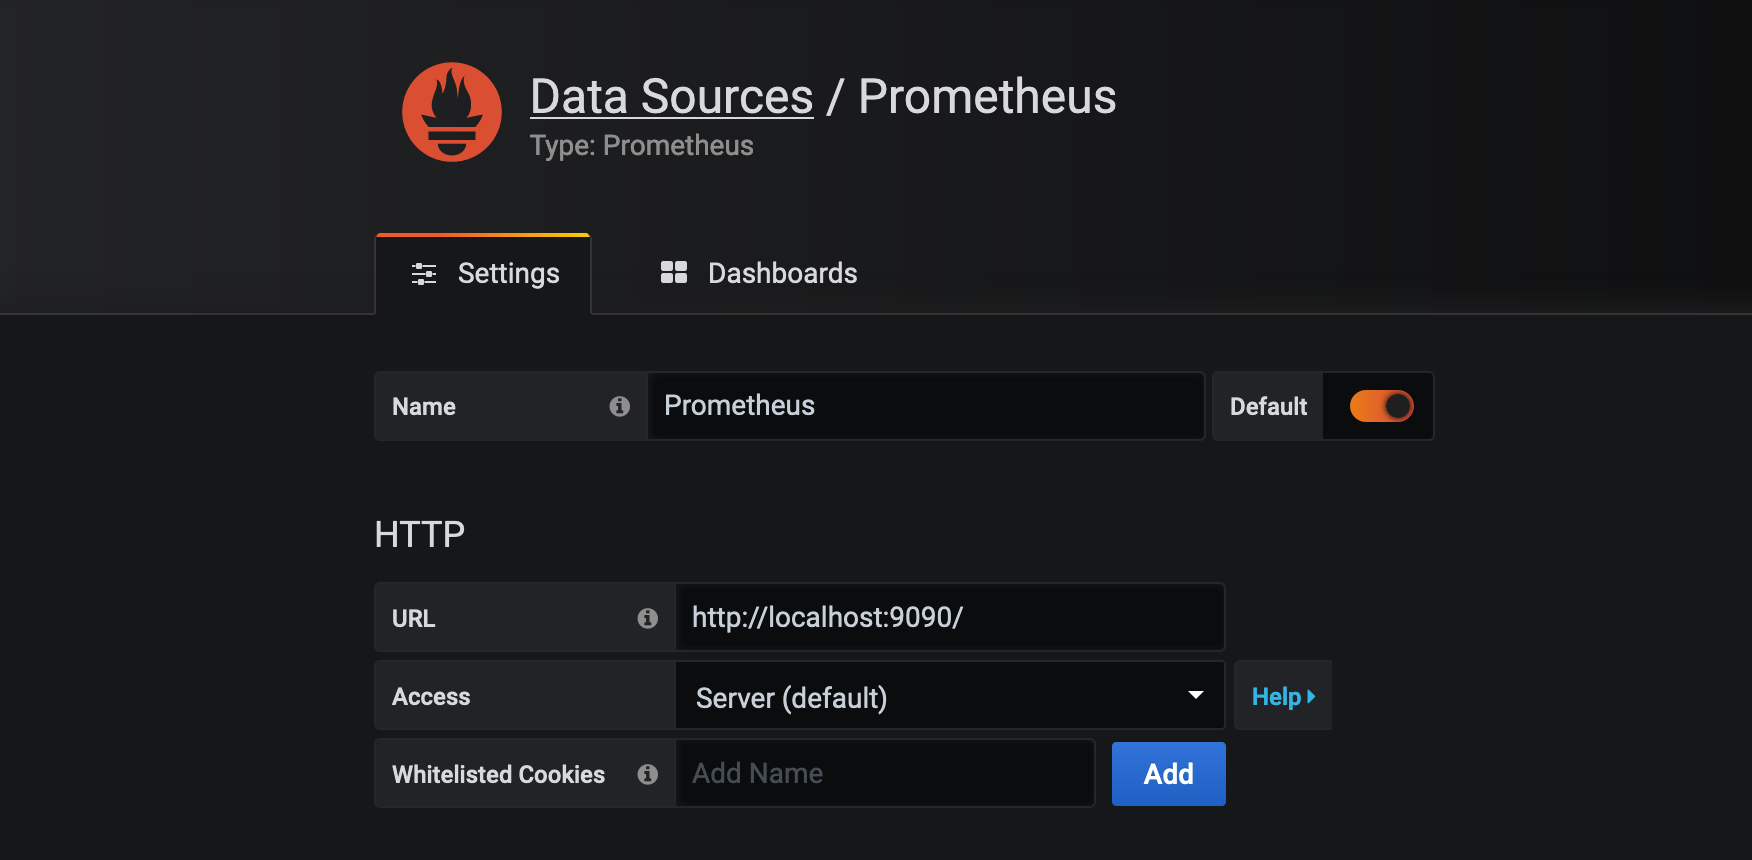 Data Sources / Prometheus
Type: Prometheus
Settings
Dashboards
Name
Prometheus
Default
HTTP
URL
http://localhost:9090/
Access
Server (default)
Help
Whitelisted Cookies
Add Name
Add